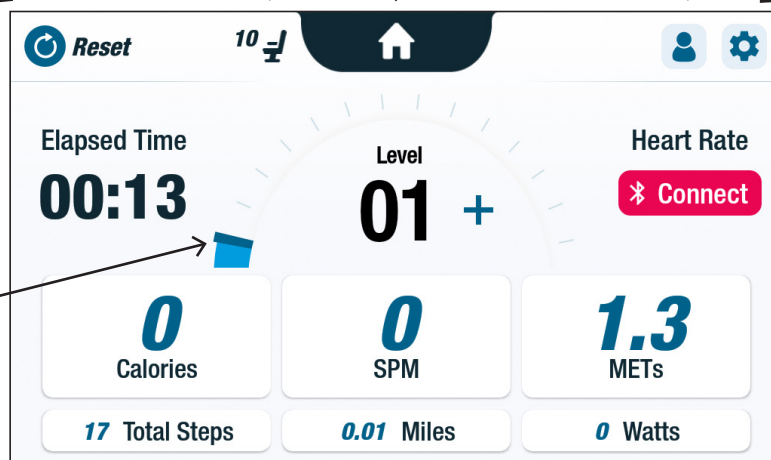 Reset
10
Elapsed Time
00:13
Level
01 +
Heart Rate
Connect
0
Calories
0
SPM
1.3
METs
17 Total Steps
0.01 Miles
0 Watts